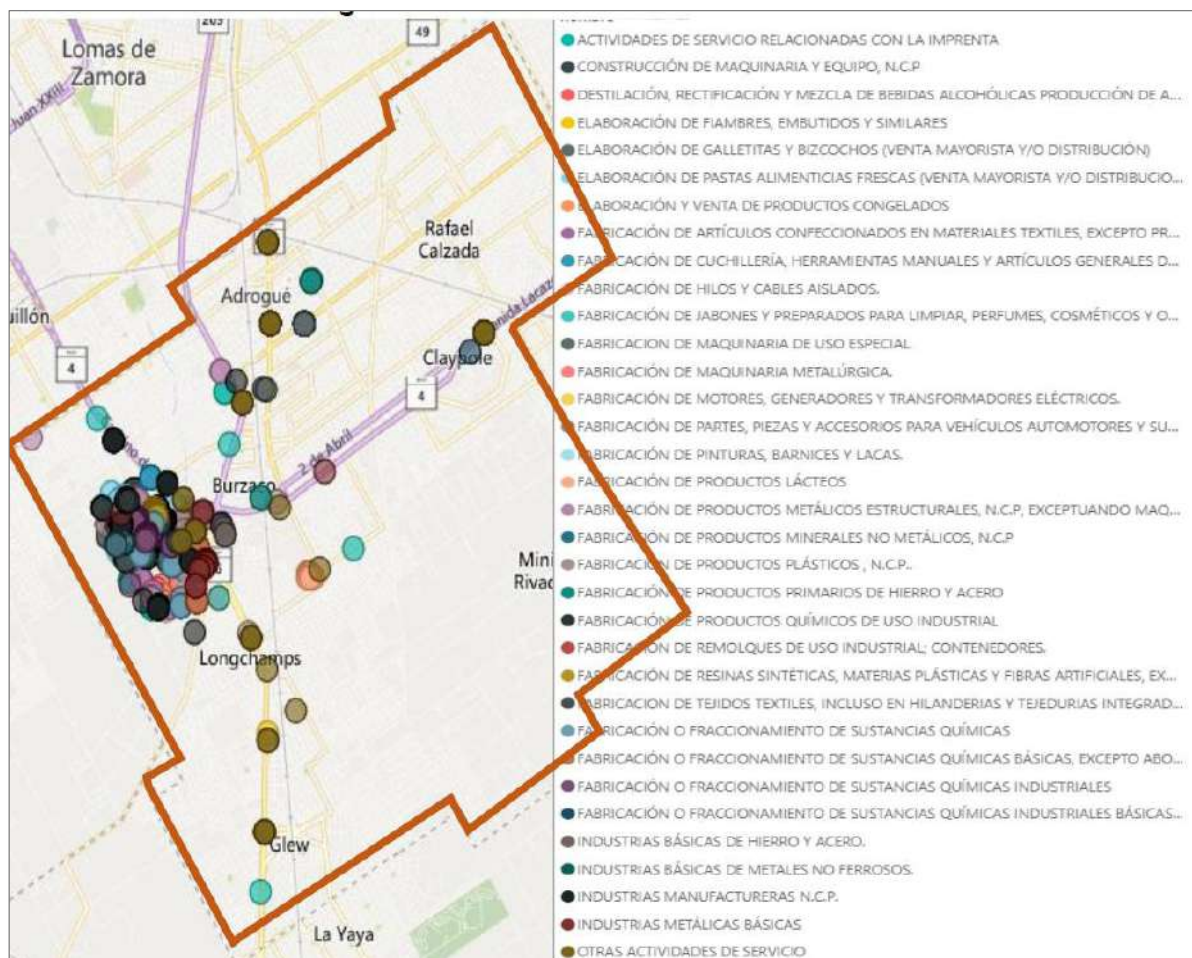 203
49
Lomas de
Zamora
Juan XXIII
Rafael
Calzada
Adrogué
Claypole
4
4
2 de Abril
Burzaco
Longchamps
Glew
La Yaya
ACTIVIDADES DE SERVICIO RELACIONADAS CON LA IMPRENTA
CONSTRUCCIÓN DE MAQUINARIA Y EQUIPO, N.C.P
DESTILACIÓN, RECTIFICACIÓN Y MEZCLA DE BEBIDAS ALCOHÓLICAS PRODUCCIÓN DE A...
ELABORACIÓN DE FIAMBRES, EMBUTIDOS Y SIMILARES
ELABORACIÓN DE GALLETITAS Y BIZCOCHOS (VENTA MAYORISTA Y/O DISTRIBUCIÓN)
ELABORACIÓN DE PASTAS ALIMENTICIAS FRESCAS (VENTA MAYORISTA Y/O DISTRIBUCIO...
ELABORACIÓN Y VENTA DE PRODUCTOS CONGELADOS
FABRICACIÓN DE ARTÍCULOS CONFECCIONADOS EN MATERIALES TEXTILES, EXCEPTO PR...
FABRICACIÓN DE CUCHILLERÍA, HERRAMIENTAS MANUALES Y ARTÍCULOS GENERALES D...
FABRICACIÓN DE HILOS Y CABLES AISLADOS.
FABRICACIÓN DE JABONES Y PREPARADOS PARA LIMPIAR, PERFUMES, COSMÉTICOS Y O...
FABRICACION DE MAQUINARIA DE USO ESPECIAL
FABRICACIÓN DE MAQUINARIA METALÚRGICA.
FABRICACIÓN DE MOTORES, GENERADORES Y TRANSFORMADORES ELÉCTRICOS.
FABRICACIÓN DE PARTES, PIEZAS Y ACCESORIOS PARA VEHÍCULOS AUTOMOTORES Y SU...
FABRICACIÓN DE PINTURAS, BARNICES Y LACAS.
FABRICACIÓN DE PRODUCTOS LÁCTEOS
FABRICACIÓN DE PRODUCTOS METÁLICOS ESTRUCTURALES, N.C.P, EXCEPTUANDO MAQ...
FABRICACIÓN DE PRODUCTOS MINERALES NO METÁLICOS, N.C.P
FABRICACIÓN DE PRODUCTOS PLÁSTICOS , N.C.P..
FABRICACIÓN DE PRODUCTOS PRIMARIOS DE HIERRO Y ACERO
FABRICACIÓN DE PRODUCTOS QUÍMICOS DE USO INDUSTRIAL
FABRICACIÓN DE REMOLQUES DE USO INDUSTRIAL; CONTENEDORES.
FABRICACIÓN DE RESINAS SINTÉTICAS, MATERIAS PLÁSTICAS Y FIBRAS ARTIFICIALES, EX...
FABRICACION DE TEJIDOS TEXTILES, INCLUSO EN HILANDERIAS Y TEJEDURIAS INTEGRAD...
FABRICACIÓN O FRACCIONAMIENTO DE SUSTANCIAS QUÍMICAS
FABRICACIÓN O FRACCIONAMIENTO DE SUSTANCIAS QUÍMICAS BÁSICAS, EXCEPTO ABO...
FABRICACIÓN O FRACCIONAMIENTO DE SUSTANCIAS QUÍMICAS INDUSTRIALES
FABRICACIÓN O FRACCIONAMIENTO DE SUSTANCIAS QUÍMICAS INDUSTRIALES BÁSICAS...
INDUSTRIAS BÁSICAS DE HIERRO Y ACERO.
INDUSTRIAS BÁSICAS DE METALES NO FERROSOS.
INDUSTRIAS MANUFACTURERAS N.C.P.
INDUSTRIAS METÁLICAS BÁSICAS
OTRAS ACTIVIDADES DE SERVICIO